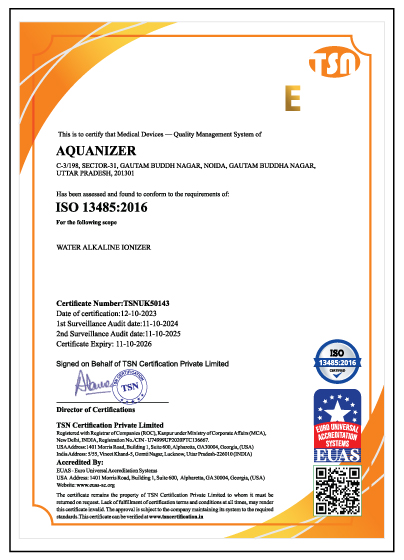 TSN
E
This is to certify that Medical Devices — Quality Management System of
AQUANIZER
C-3/198, SECTOR-31, GAUTAM BUDDH NAGAR, NOIDA, GAUTAM BUDDHA NAGAR,
UTTAR PRADESH, 201301
Has been assessed and found to conform to the requirements of:
ISO 13485:2016
For the following scope
WATER ALKALINE IONIZER
Certificate Number:TSNUK50143
Date of certification:12-10-2023
1st Surveillance Audit date:11-10-2024
2nd Surveillance Audit date:11-10-2025
Certificate Expiry: 11-10-2026
Signed on Behalf of TSN Certification Private Limited
TSN
Director of Certifications
ISO
13485:2016
CERTIFIED
EURO UNIVERSAL
ACCREDITATION
SYSTEMS
EUAS
TSN Certification Private Limited
Registered with Registrar of Companies (ROC), Kanpur under Ministry of Corporate Affairs (MCA),
New Delhi, INDIA, Registration No./CIN - U74999UP2020PTC136667.
USA Address: 1401 Morris Road, Building 1, Suite 600, Alpharetta, GA 30004, Georgia, (USA)
India Address: 5/55, Vineet Khand-5, Gomti Nagar, Lucknow, Uttar Pradesh-226010 (INDIA)
Accredited By:
EUAS - Euro Universal Accreditation Systems
USA Address: 1401 Morris Road, Building 1, Suite 600, Alpharetta, GA 30004, Georgia, (USA)
Website: www.euas-oz.org
The certificate remains the property of TSN Certification Private Limited to whom it must be
returned on request. Lack of fulfillment of certification terms and conditions at all times, may render
this certificate invalid. The approval is subject to the company maintaining its system to the required
standards. This certificate can be verified at www.tsncertification.in